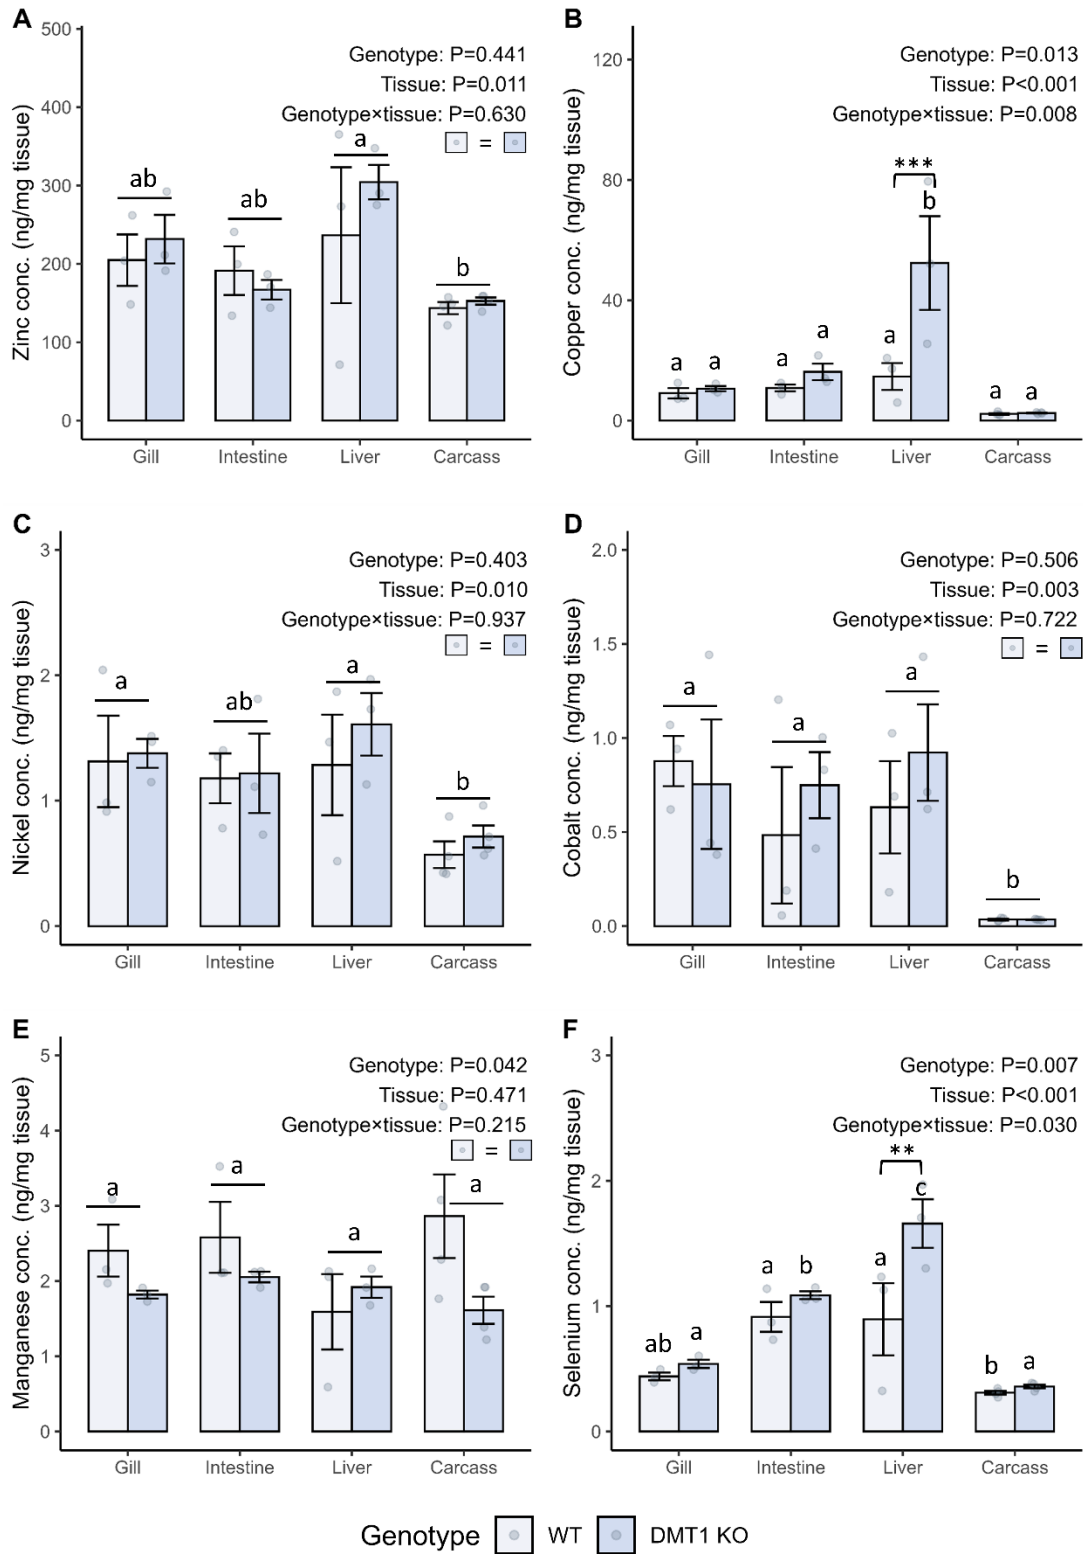 A
Zinc conc. (ng/mg tissue)
500
400
300
200
100
0
Genotype: P=0.441
Tissue: P=0.011
Genotype×tissue: P=0.630
=
ab
ab
a
b
Gill
Intestine
Liver
Carcass
B
Copper conc. (ng/mg tissue)
120
80
40
0
Genotype: P=0.013
Tissue: P<0.001
Genotype×tissue: P=0.008
***
a
a
a
a
a
b
a
a
Gill
Intestine
Liver
Carcass
C
Nickel conc. (ng/mg tissue)
3
2
1
0
Genotype: P=0.403
Tissue: P=0.010
Genotype×tissue: P=0.937
=
a
ab
a
b
Gill
Intestine
Liver
Carcass
D
Cobalt conc. (ng/mg tissue)
2.0
1.5
1.0
0.5
0.0
Genotype: P=0.506
Tissue: P=0.003
Genotype×tissue: P=0.722
=
a
a
a
b
Gill
Intestine
Liver
Carcass
E
Manganese conc. (ng/mg tissue)
5
4
3
2
1
0
Genotype: P=0.042
Tissue: P=0.471
Genotype×tissue: P=0.215
=
a
a
a
a
Gill
Intestine
Liver
Carcass
F
Selenium conc. (ng/mg tissue)
3
2
1
0
Genotype: P=0.007
Tissue: P<0.001
Genotype×tissue: P=0.030
**
ab
a
a
b
a
c
b
a
Gill
Intestine
Liver
Carcass
Genotype WT DMT1 KO